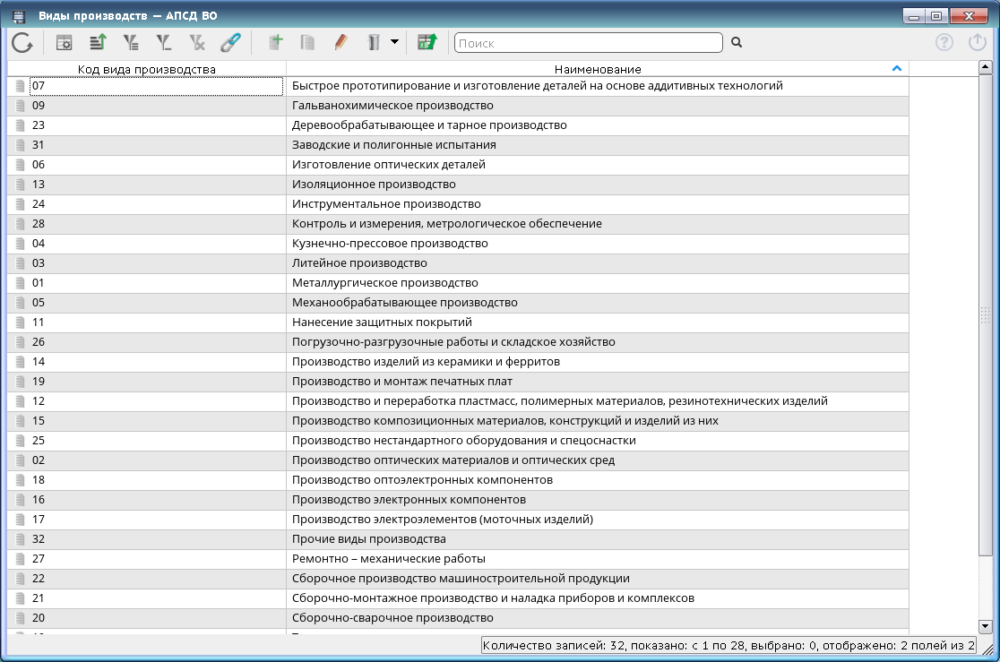 Виды производств — АПСД ВО
Поиск
Код вида производства Наименование
07 Быстрое прототипирование и изготовление деталей на основе аддитивных технологий
09 Гальванохимическое производство
23 Деревообрабатывающее и тарное производство
31 Заводские и полигонные испытания
06 Изготовление оптических деталей
13 Изоляционное производство
24 Инструментальное производство
28 Контроль и измерения, метрологическое обеспечение
04 Кузнечно-прессовое производство
03 Литейное производство
01 Металлургическое производство
05 Механообрабатывающее производство
11 Нанесение защитных покрытий
26 Погрузочно-разгрузочные работы и складское хозяйство
14 Производство изделий из керамики и ферритов
19 Производство и монтаж печатных плат
12 Производство и переработка пластмасс, полимерных материалов, резинотехнических изделий
15 Производство композиционных материалов, конструкций и изделий из них
25 Производство нестандартного оборудования и спецоснастки
02 Производство оптических материалов и оптических сред
18 Производство оптоэлектронных компонентов
16 Производство электронных компонентов
17 Производство электроэлементов (моточных изделий)
32 Прочие виды производства
27 Ремонтно – механические работы
22 Сборочное производство машиностроительной продукции
21 Сборочно-монтажное производство и наладка приборов и комплексов
20 Сборочно-сварочное производство
Количество записей: 32, показано: с 1 по 28, выбрано: 0, отображено: 2 полей из 2